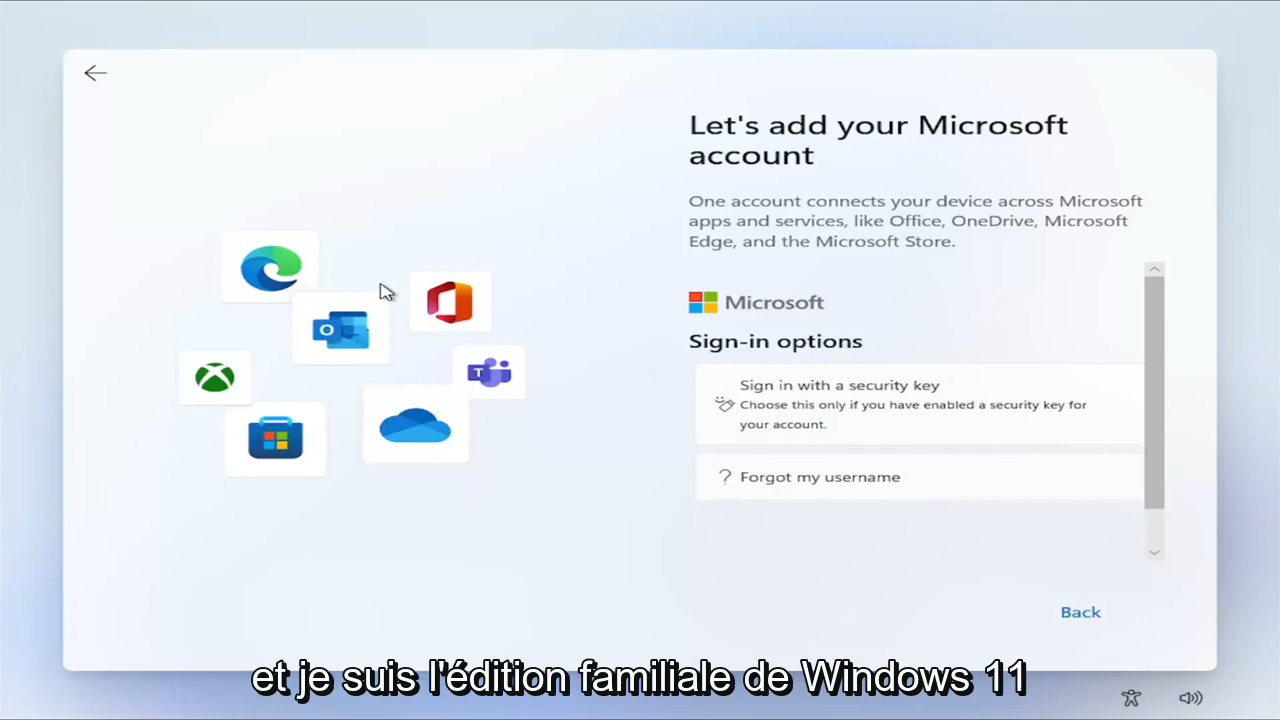 Let's add your Microsoft
account
One account connects your device across Microsoft
apps and services, like Office, OneDrive, Microsoft
Edge, and the Microsoft Store.
Microsoft
Sign-in options
Sign in with a security key
Choose this only if you have enabled a security key for
your account.
? Forgot my username
Back
et je suis l'édition familiale de Windows 11